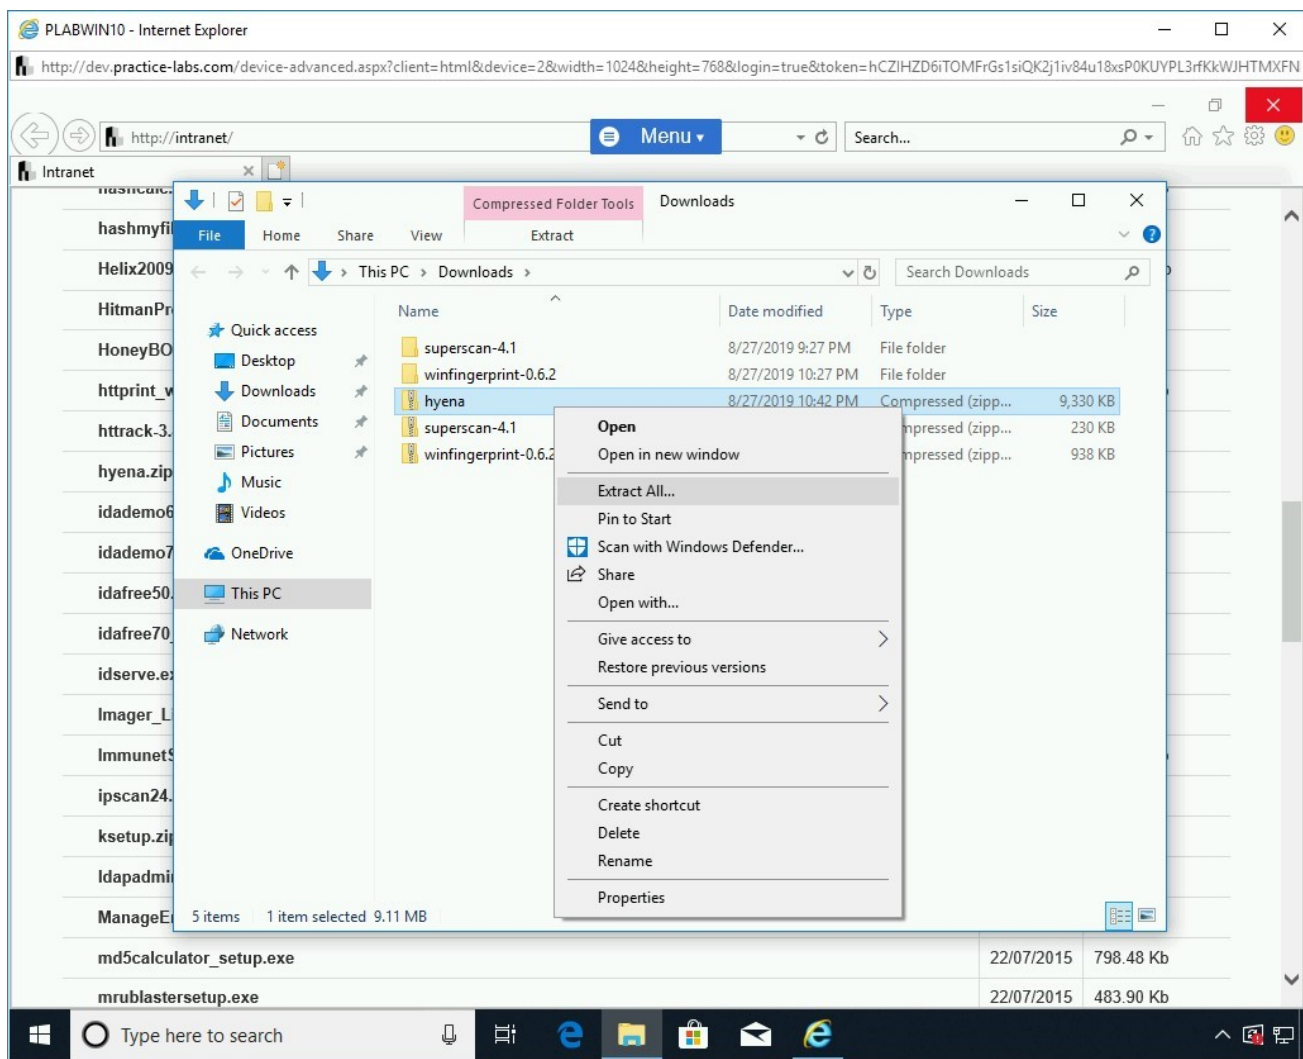 PLABWIN10 - Internet Explorer
http://dev.practice-labs.com/device-advanced.aspx?client=html&device=2&width=1024&height=768&login=true&token=hCZIHZD6iTOMFrGs1siQK2j1iv84u18xsP0KUYPL3rfKkWJHTMXFN
http://intranet/
Menu
Search...
Intranet
hashmyfi
Helix2009
HitmanPr
HoneyBO
httprint_w
httrack-3.
hyena.zip
idademo6
idademo7
idafree50.
idafree70_
idserve.ex
Imager_Li
ImmunetS
ipscan24.
ksetup.zip
ldapadmi
ManageE
md5calculator_setup.exe 22/07/2015 798.48 Kb
mrublastersetup.exe 22/07/2015 483.90 Kb
Compressed Folder Tools Downloads
File Home Share View Extract
This PC > Downloads >
Search Downloads
Quick access
Desktop
Downloads
Documents
Pictures
Music
Videos
OneDrive
This PC
Network
Name Date modified Type Size
superscan-4.1 8/27/2019 9:27 PM File folder
winfingerprint-0.6.2 8/27/2019 10:27 PM File folder
hyena 8/27/2019 10:42 PM Compressed (zipp... 9,330 KB
superscan-4.1 mpressed (zipp... 230 KB
winfingerprint-0.6.2 mpressed (zipp... 938 KB
Open
Open in new window
Extract All...
Pin to Start
Scan with Windows Defender...
Share
Open with...
Give access to
Restore previous versions
Send to
Cut
Copy
Create shortcut
Delete
Rename
Properties
5 items 1 item selected 9.11 MB
Type here to search